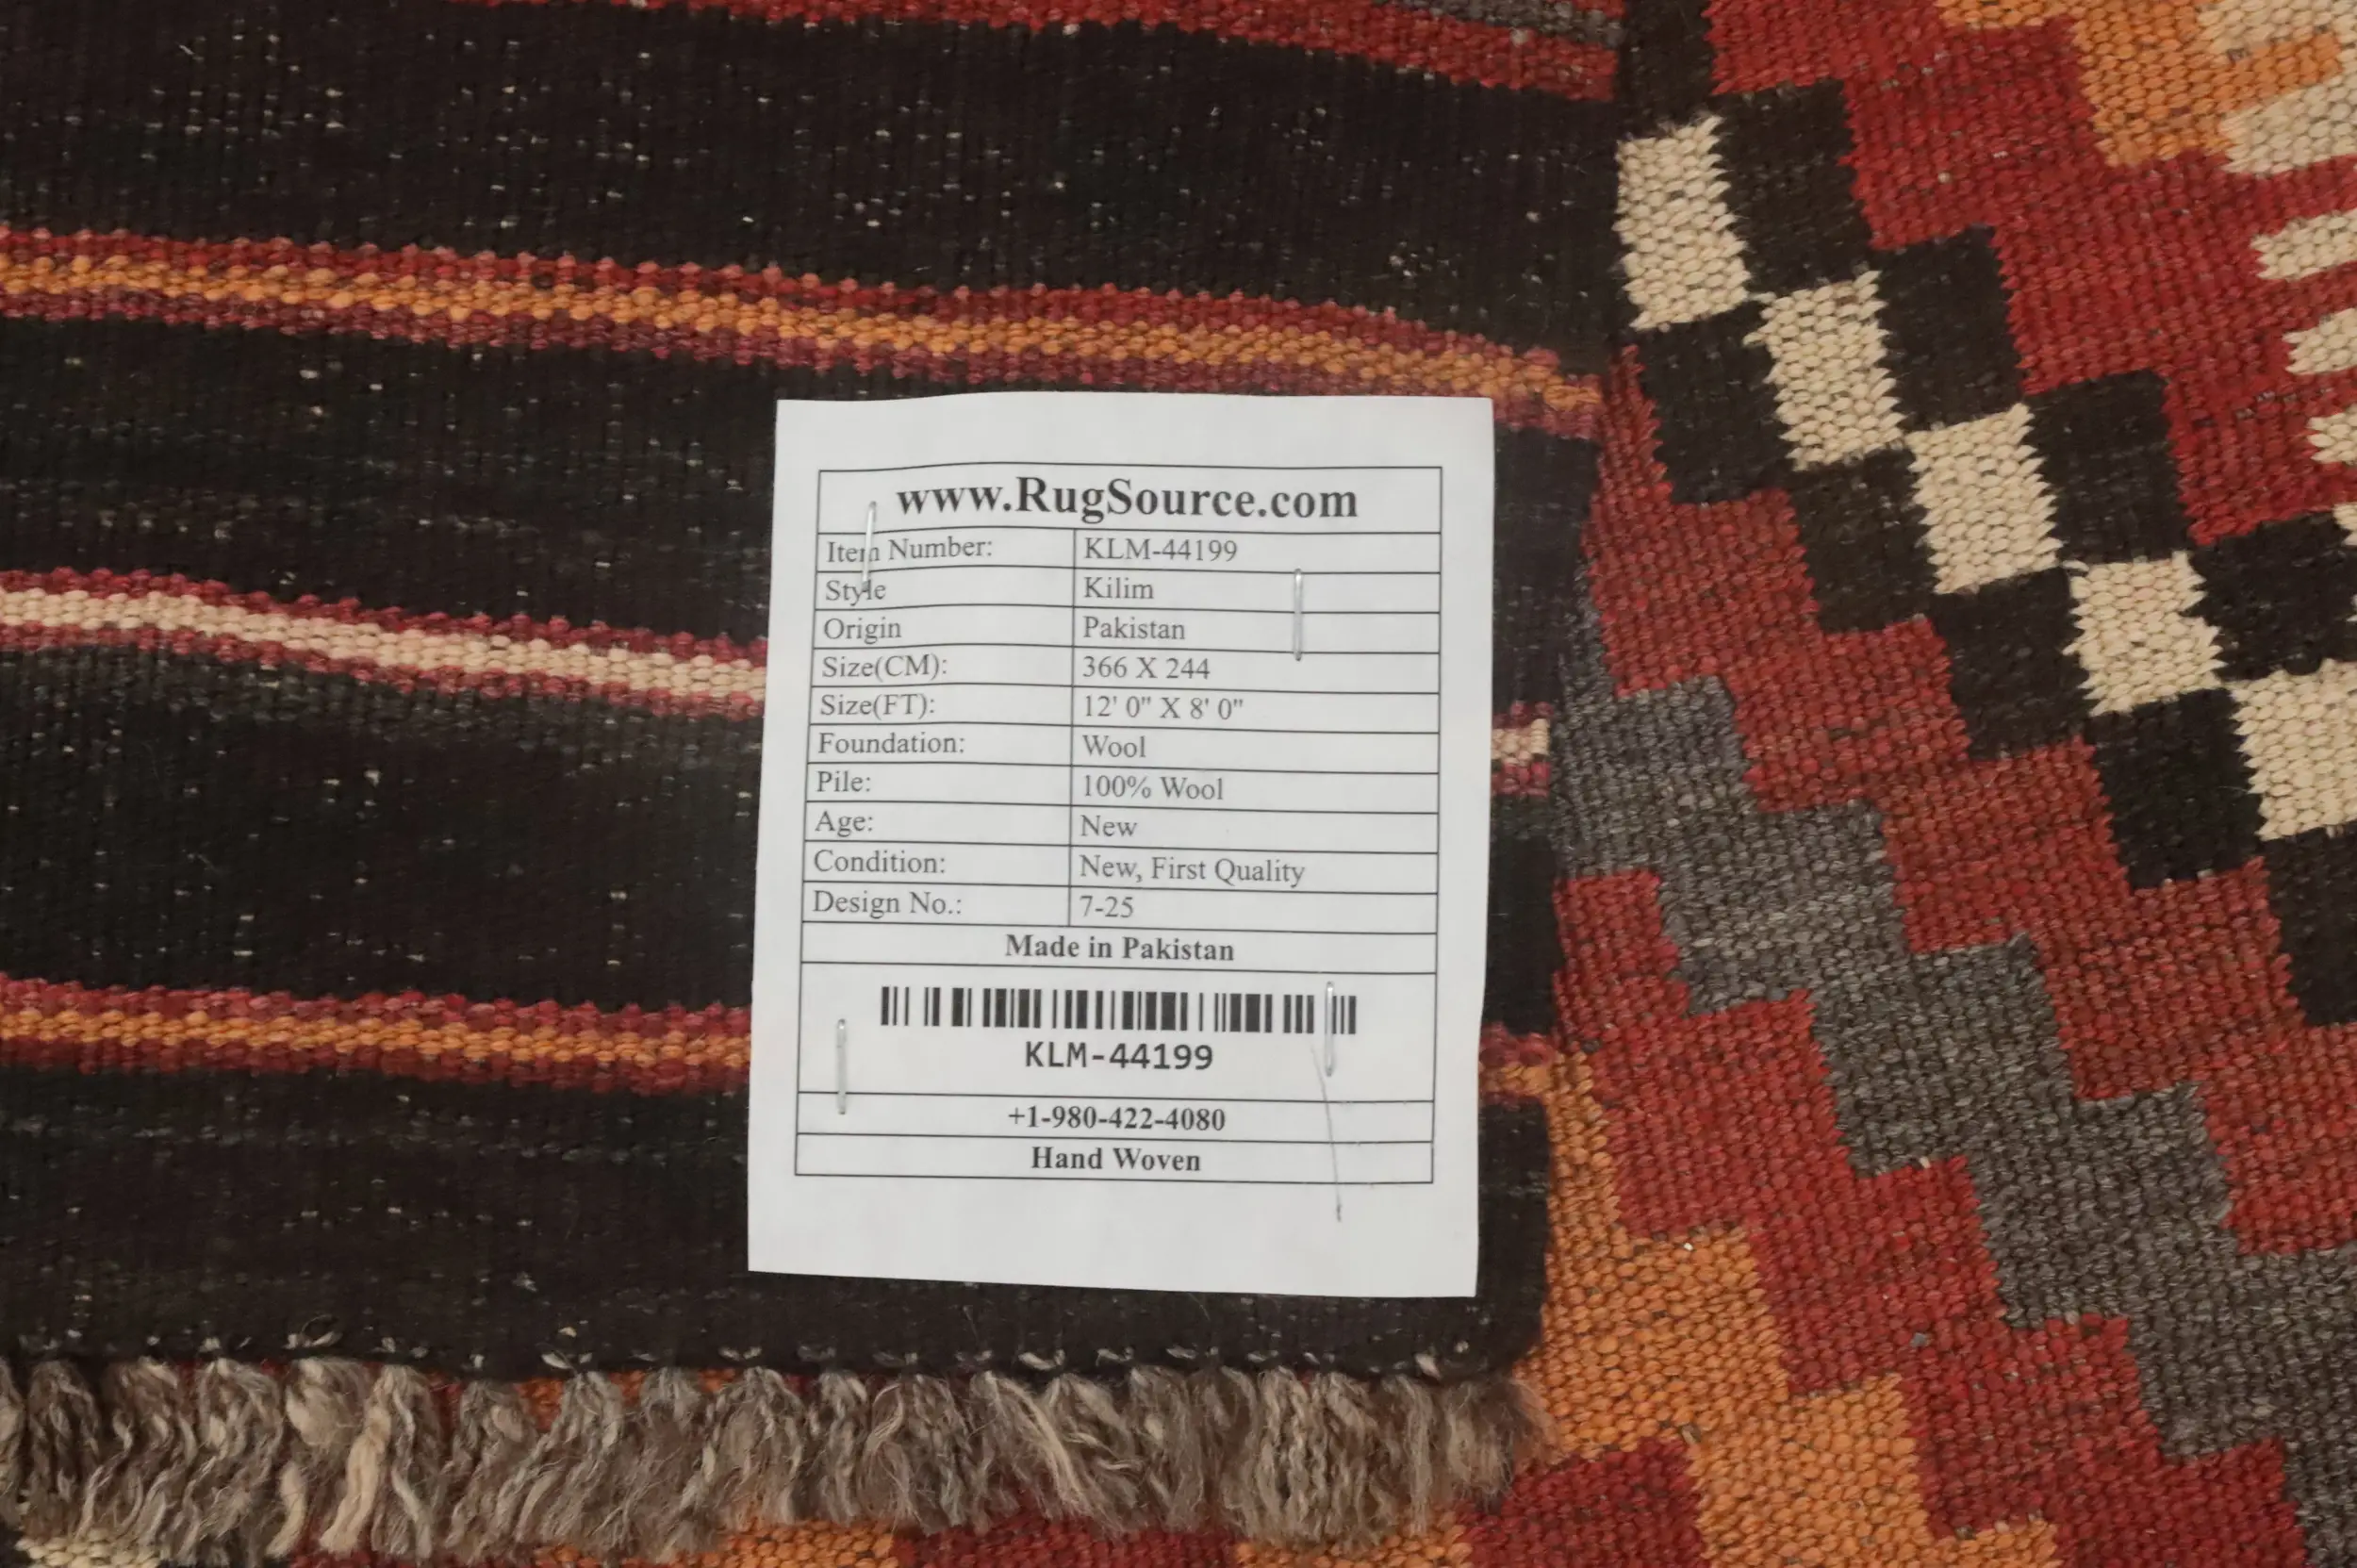 www.RugSource.com
Item Number: KLM-44199
Style Kilim
Origin Pakistan
Size(CM): 366 X 244
Size(FT): 12' 0" X 8' 0"
Foundation: Wool
Pile: 100% Wool
Age: New
Condition: New, First Quality
Design No.: 7-25
Made in Pakistan
KLM-44199
+1-980-422-4080
Hand Woven